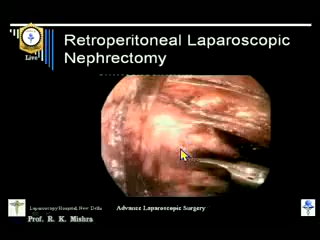 Retroperitoneal Laparoscopic
Nephrectomy
Live
Laparoscopy Hospital, New Delhi
Advance Laparoscopic Surgery
Prof. R. K. Mishra